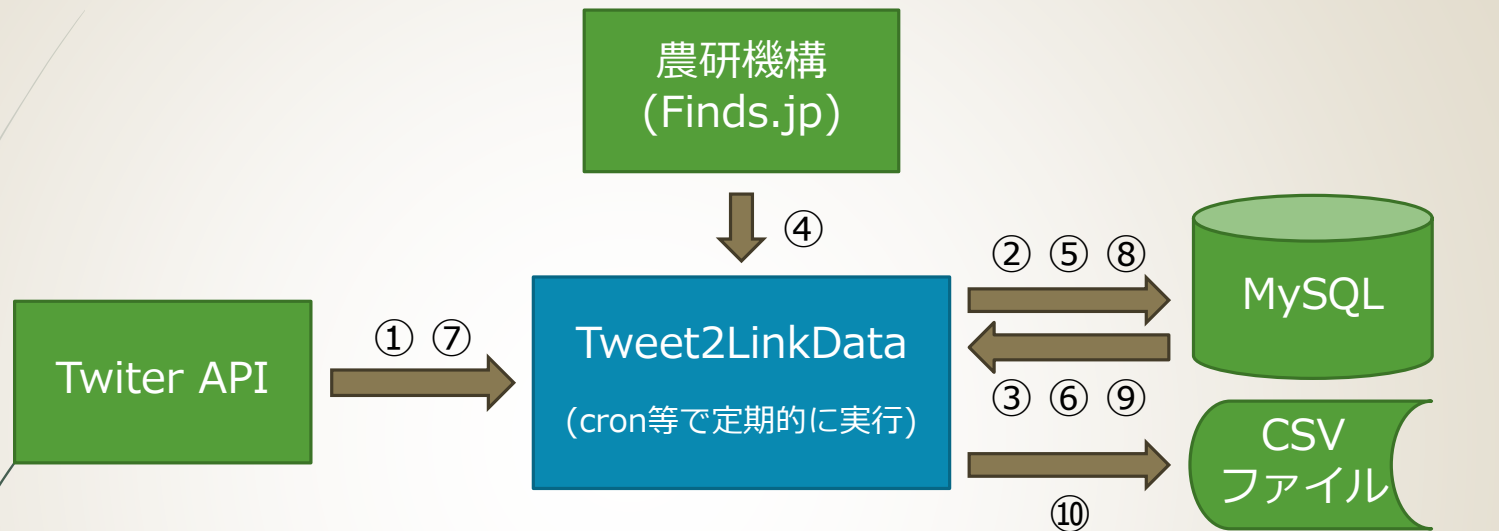 農研機構
(Finds.jp)
④
② ⑤ ⑧
MySQL
① ⑦
Twiter API
Tweet2LinkData
(cron等で定期的に実行)
③ ⑥ ⑨
CSV
ファイル
⑩